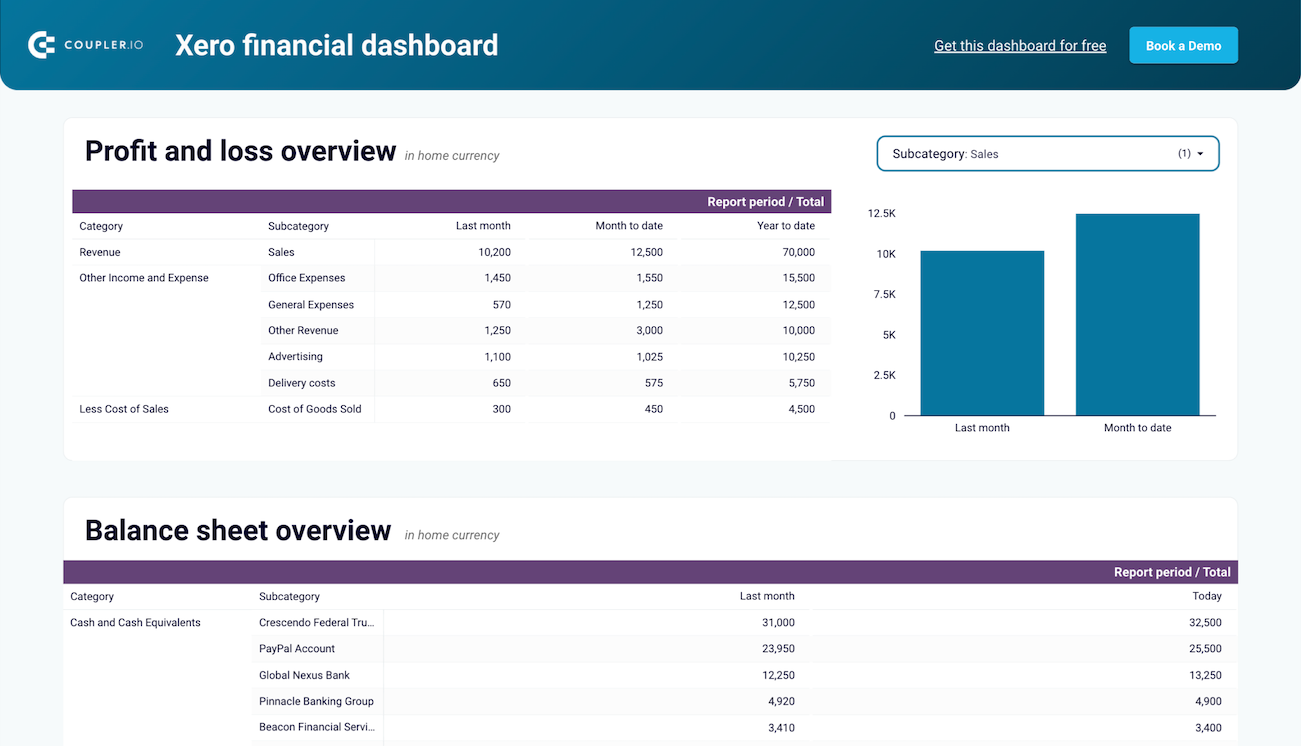 COUPLER.IO
Xero financial dashboard
Get this dashboard for free
Book a Demo
Profit and loss overview in home currency
Subcategory: Sales (1)
Report period / Total
Category Subcategory Last month Month to date Year to date
Revenue Sales 10,200 12,500 70,000
Other Income and Expense Office Expenses 1,450 1,550 15,500
General Expenses 570 1,250 12,500
Other Revenue 1,250 3,000 10,000
Advertising 1,100 1,025 10,250
Delivery costs 650 575 5,750
Less Cost of Sales Cost of Goods Sold 300 450 4,500
12.5K
10K
7.5K
5K
2.5K
0
Last month Month to date
Balance sheet overview in home currency
Report period / Total
Category Subcategory Last month Today
Cash and Cash Equivalents Crescendo Federal Tru... 31,000 32,500
PayPal Account 23,950 25,500
Global Nexus Bank 12,250 13,250
Pinnacle Banking Group 4,920 4,900
Beacon Financial Servi... 3,410 3,400